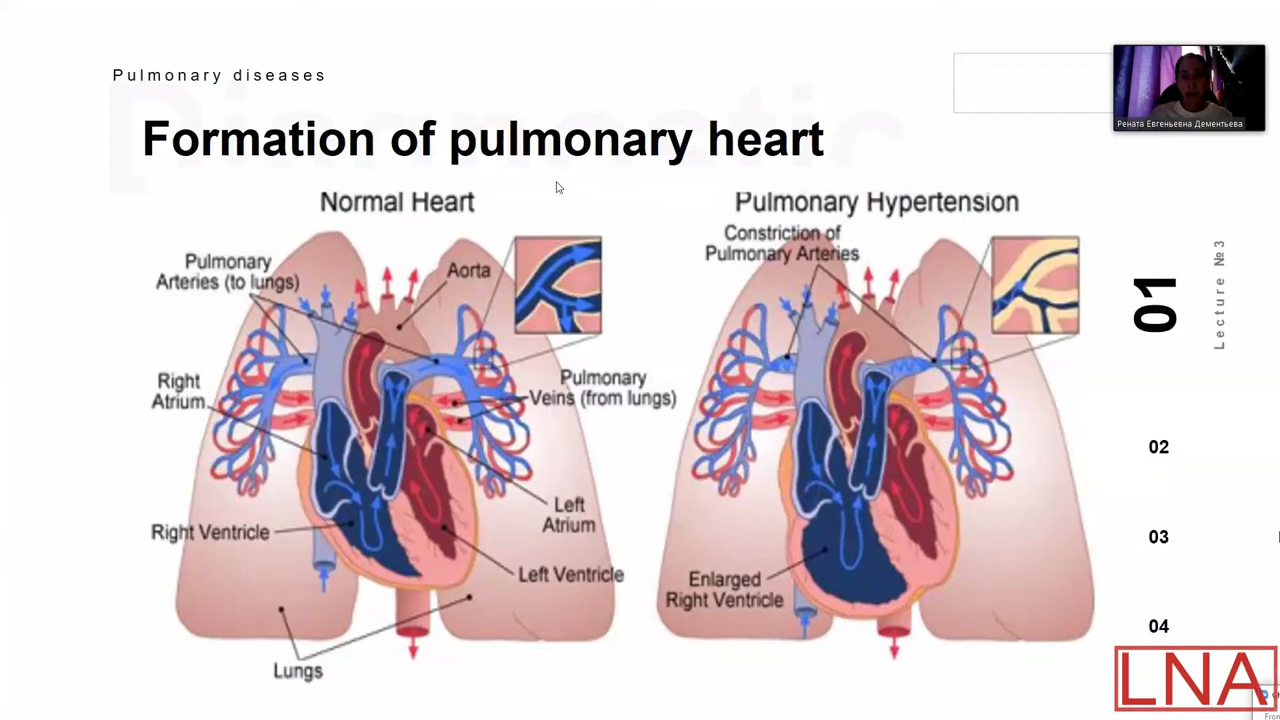 Pulmonary diseases
Formation of pulmonary heart
Рената Евгеньевна Дементьева
Normal Heart
Pulmonary
Arteries (to lungs)
Aorta
Right
Atrium
Pulmonary
Veins (from lungs)
Right Ventricle
Left
Atrium
Left Ventricle
Lungs
Pulmonary Hypertension
Constriction of
Pulmonary Arteries
Enlarged
Right Ventricle
01
Lecture №3
02
03
04
LNA